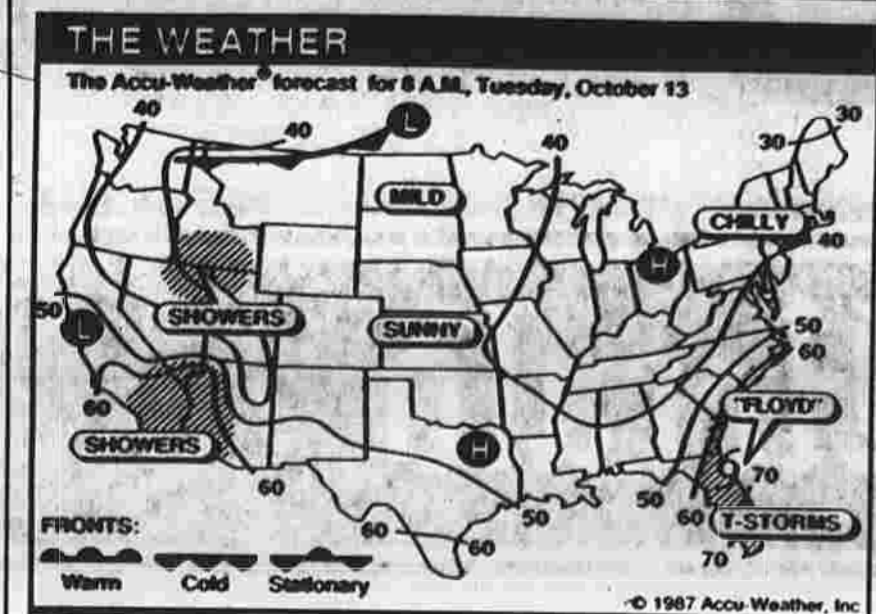 THE WEATHER
The Accu-Weather® forecast for 8 A.M., Tuesday, October 13
40
40
L
40
30
30
MILD
CHILLY
40
H
50
L
SHOWERS
SUNNY
50
60
60
"FLOYD"
SHOWERS
H
70
60
50
50
60
T-STORMS
60
60
70
FRONTS:
Warm
Cold
Stationary
© 1987 Accu-Weather, Inc